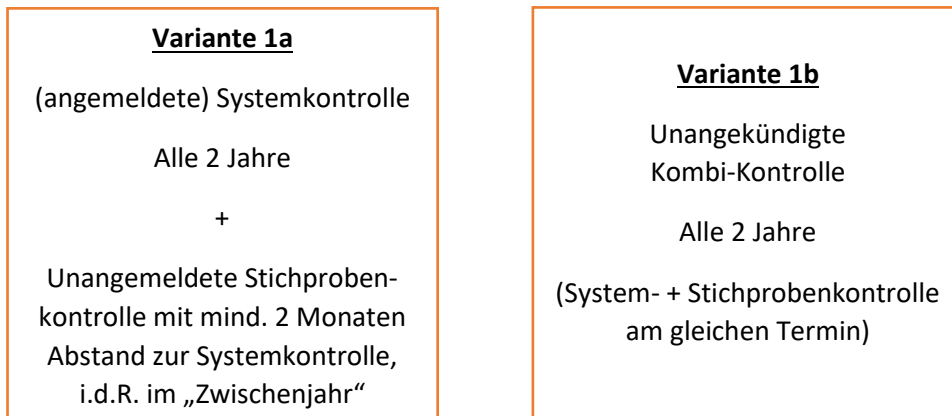 Variante 1a
(angemeldete) Systemkontrolle
Alle 2 Jahre
+
Unangemeldete Stichproben-
kontrolle mit mind. 2 Monaten
Abstand zur Systemkontrolle,
i.d.R. im „Zwischenjahr“
Variante 1b
Unangekündigte
Kombi-Kontrolle
Alle 2 Jahre
(System- + Stichprobenkontrolle
am gleichen Termin)